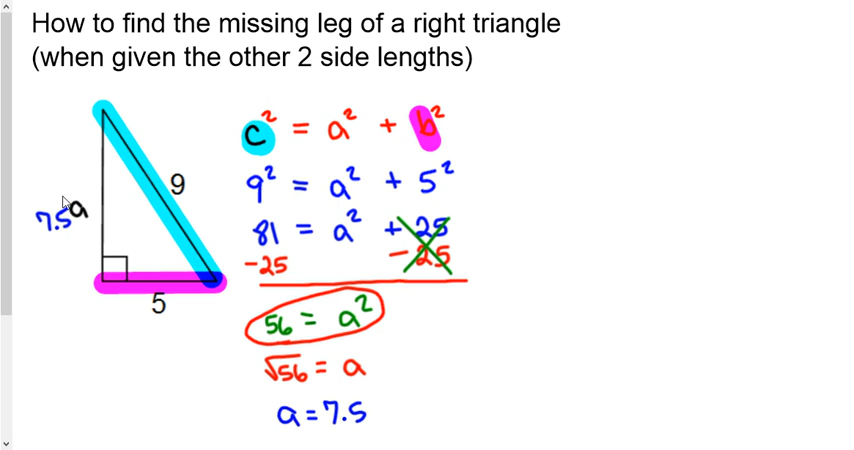 How to find the missing leg of a right triangle
(when given the other 2 side lengths)
c² = a² + b²
9
9² = a² + 5²
7.5 a
81 = a² + 25
-25 -25
5
56 = a²
√56 = a
a = 7.5